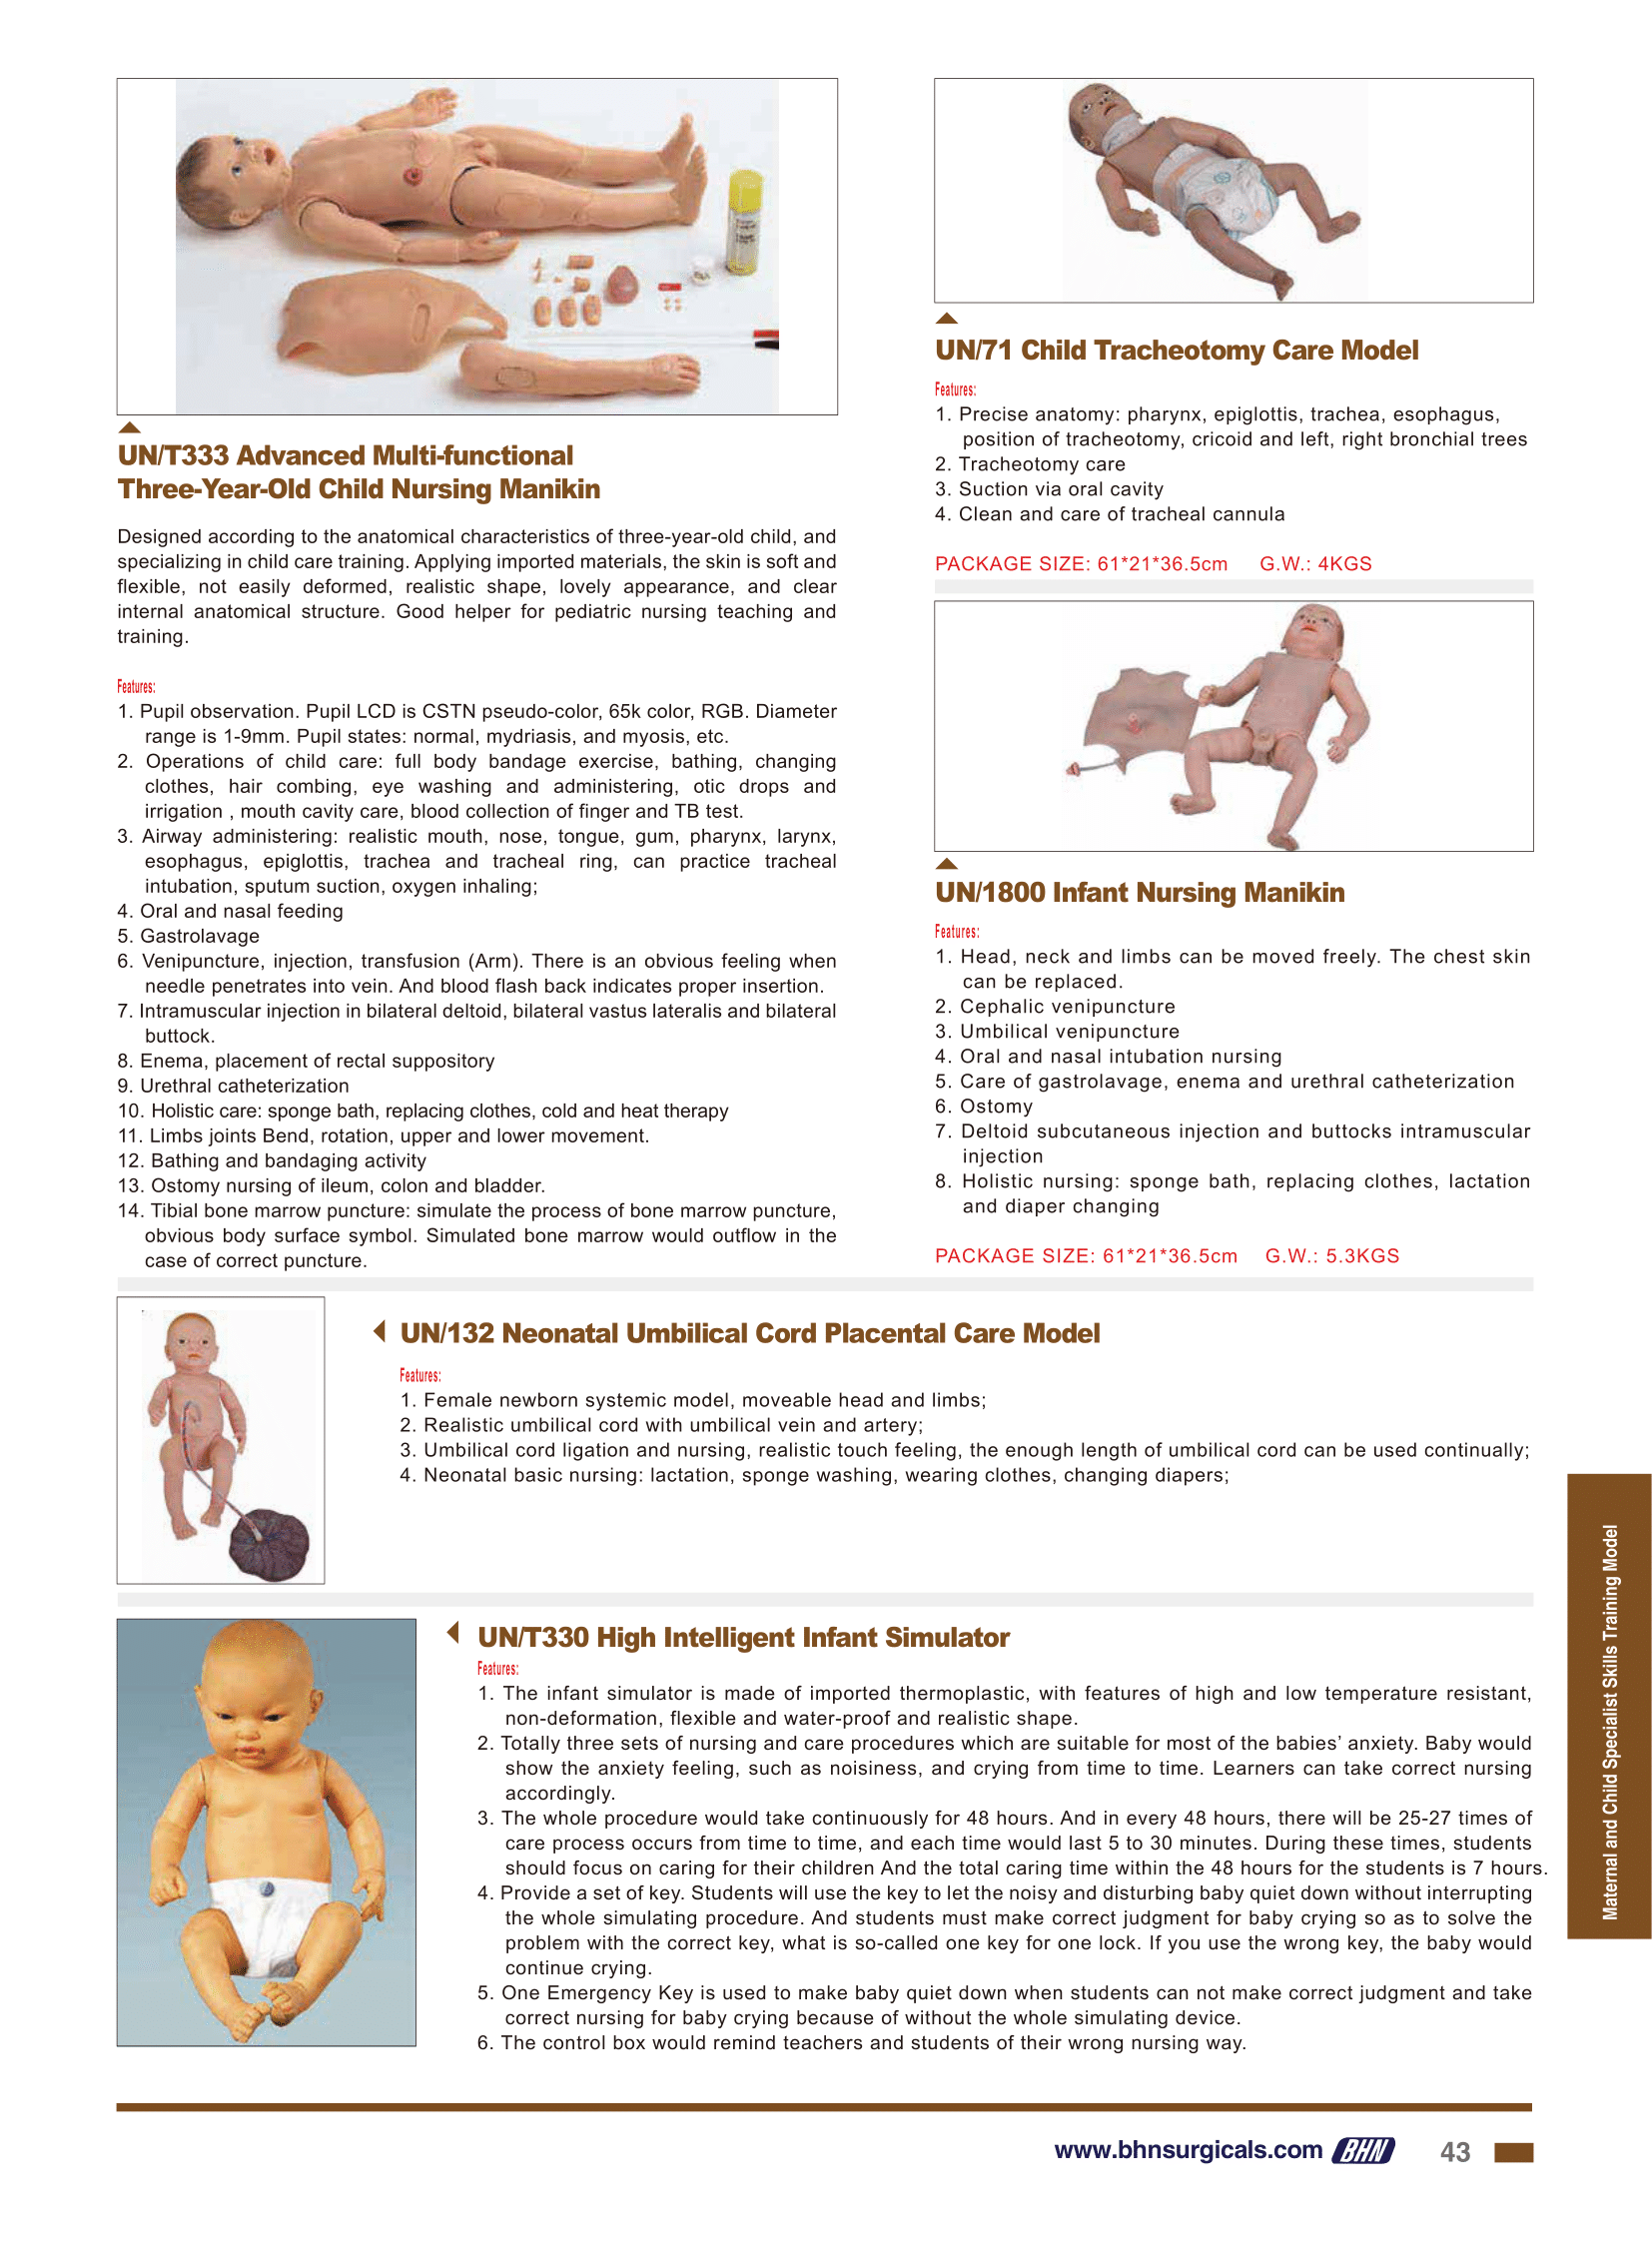 UN/T333 Advanced Multi-functional
Three-Year-Old Child Nursing Manikin
Designed according to the anatomical characteristics of three-year-old child, and
specializing in child care training. Applying imported materials, the skin is soft and
flexible, not easily deformed, realistic shape, lovely appearance, and clear
internal anatomical structure. Good helper for pediatric nursing teaching and
training.
Features:
1. Pupil observation. Pupil LCD is CSTN pseudo-color, 65k color, RGB. Diameter
range is 1-9mm. Pupil states: normal, mydriasis, and myosis, etc.
2. Operations of child care: full body bandage exercise, bathing, changing
clothes, hair combing, eye washing and administering, otic drops and
irrigation , mouth cavity care, blood collection of finger and TB test.
3. Airway administering: realistic mouth, nose, tongue, gum, pharynx, larynx,
esophagus, epiglottis, trachea and tracheal ring, can practice tracheal
intubation, sputum suction, oxygen inhaling;
4. Oral and nasal feeding
5. Gastrolavage
6. Venipuncture, injection, transfusion (Arm). There is an obvious feeling when
needle penetrates into vein. And blood flash back indicates proper insertion.
7. Intramuscular injection in bilateral deltoid, bilateral vastus lateralis and bilateral
buttock.
8. Enema, placement of rectal suppository
9. Urethral catheterization
10. Holistic care: sponge bath, replacing clothes, cold and heat therapy
11. Limbs joints Bend, rotation, upper and lower movement.
12. Bathing and bandaging activity
13. Ostomy nursing of ileum, colon and bladder.
14. Tibial bone marrow puncture: simulate the process of bone marrow puncture,
obvious body surface symbol. Simulated bone marrow would outflow in the
case of correct puncture.
UN/71 Child Tracheotomy Care Model
Features:
1. Precise anatomy: pharynx, epiglottis, trachea, esophagus,
position of tracheotomy, cricoid and left, right bronchial trees
2. Tracheotomy care
3. Suction via oral cavity
4. Clean and care of tracheal cannula
PACKAGE SIZE: 61*21*36.5cm G.W.: 4KGS
UN/1800 Infant Nursing Manikin
Features:
1. Head, neck and limbs can be moved freely. The chest skin
can be replaced.
2. Cephalic venipuncture
3. Umbilical venipuncture
4. Oral and nasal intubation nursing
5. Care of gastrolavage, enema and urethral catheterization
6. Ostomy
7. Deltoid subcutaneous injection and buttocks intramuscular
injection
8. Holistic nursing: sponge bath, replacing clothes, lactation
and diaper changing
PACKAGE SIZE: 61*21*36.5cm G.W.: 5.3KGS
UN/132 Neonatal Umbilical Cord Placental Care Model
Features:
1. Female newborn systemic model, moveable head and limbs;
2. Realistic umbilical cord with umbilical vein and artery;
3. Umbilical cord ligation and nursing, realistic touch feeling, the enough length of umbilical cord can be used continually;
4. Neonatal basic nursing: lactation, sponge washing, wearing clothes, changing diapers;
UN/T330 High Intelligent Infant Simulator
Features:
1. The infant simulator is made of imported thermoplastic, with features of high and low temperature resistant,
non-deformation, flexible and water-proof and realistic shape.
2. Totally three sets of nursing and care procedures which are suitable for most of the babies’ anxiety. Baby would
show the anxiety feeling, such as noisiness, and crying from time to time. Learners can take correct nursing
accordingly.
3. The whole procedure would take continuously for 48 hours. And in every 48 hours, there will be 25-27 times of
care process occurs from time to time, and each time would last 5 to 30 minutes. During these times, students
should focus on caring for their children And the total caring time within the 48 hours for the students is 7 hours.
4. Provide a set of key. Students will use the key to let the noisy and disturbing baby quiet down without interrupting
the whole simulating procedure. And students must make correct judgment for baby crying so as to solve the
problem with the correct key, what is so-called one key for one lock. If you use the wrong key, the baby would
continue crying.
5. One Emergency Key is used to make baby quiet down when students can not make correct judgment and take
correct nursing for baby crying because of without the whole simulating device.
6. The control box would remind teachers and students of their wrong nursing way.
Maternal and Child Specialist Skills Training Model
www.bhnsurgicals.com BHN 43